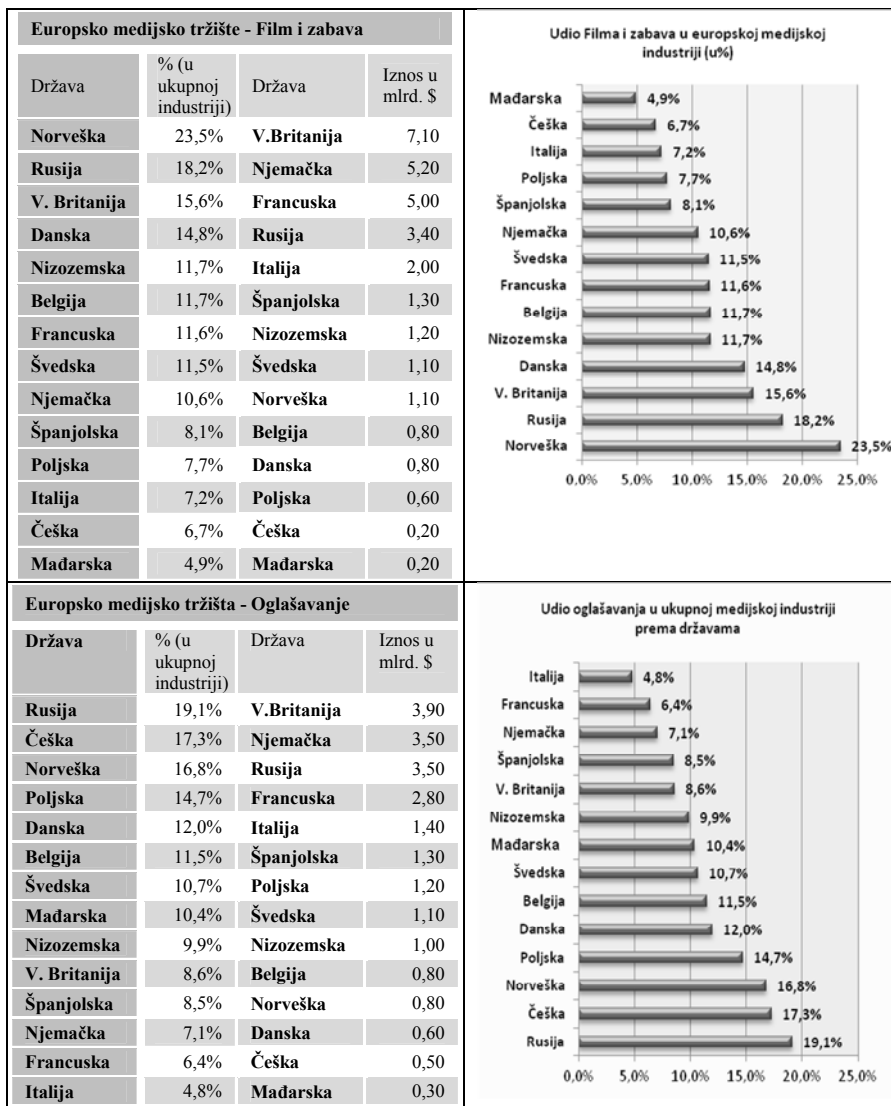 Europsko medijsko tržište - Film i zabava
Država % (u ukupnoj industriji) Država Iznos u mlrd. $
Norveška 23,5% V.Britanija 7,10
Rusija 18,2% Njemačka 5,20
V. Britanija 15,6% Francuska 5,00
Danska 14,8% Rusija 3,40
Nizozemska 11,7% Italija 2,00
Belgija 11,7% Španjolska 1,30
Francuska 11,6% Nizozemska 1,20
Švedska 11,5% Švedska 1,10
Njemačka 10,6% Norveška 1,10
Španjolska 8,1% Belgija 0,80
Poljska 7,7% Danska 0,80
Italija 7,2% Poljska 0,60
Češka 6,7% Češka 0,20
Mađarska 4,9% Mađarska 0,20
Udio Filma i zabava u europskoj medijskoj
industriji (u%)
Mađarska 4,9%
Češka 6,7%
Italija 7,2%
Poljska 7,7%
Španjolska 8,1%
Njemačka 10,6%
Švedska 11,5%
Francuska 11,6%
Belgija 11,7%
Nizozemska 11,7%
Danska 14,8%
V. Britanija 15,6%
Rusija 18,2%
Norveška 23,5%
0,0% 5,0% 10,0% 15,0% 20,0% 25,0%
Europsko medijsko tržišta - Oglašavanje
Država % (u ukupnoj industriji) Država Iznos u mlrd. $
Rusija 19,1% V.Britanija 3,90
Češka 17,3% Njemačka 3,50
Norveška 16,8% Rusija 3,50
Poljska 14,7% Francuska 2,80
Danska 12,0% Italija 1,40
Belgija 11,5% Španjolska 1,30
Švedska 10,7% Poljska 1,20
Mađarska 10,4% Švedska 1,10
Nizozemska 9,9% Nizozemska 1,00
V. Britanija 8,6% Belgija 0,80
Španjolska 8,5% Norveška 0,80
Njemačka 7,1% Danska 0,60
Francuska 6,4% Češka 0,50
Italija 4,8% Mađarska 0,30
Udio oglašavanja u ukupnoj medijskoj industriji
prema državama
Italija 4,8%
Francuska 6,4%
Njemačka 7,1%
Španjolska 8,5%
V. Britanija 8,6%
Nizozemska 9,9%
Mađarska 10,4%
Švedska 10,7%
Belgija 11,5%
Danska 12,0%
Poljska 14,7%
Norveška 16,8%
Češka 17,3%
Rusija 19,1%
0,0% 5,0% 10,0% 15,0% 20,0% 25,0%